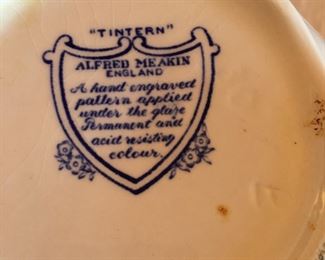 "TINTERN"
ALFRED MEAKIN
ENGLAND
A hand engraved
pattern applied
under the glaze
Permanent and
acid resisting
colour.